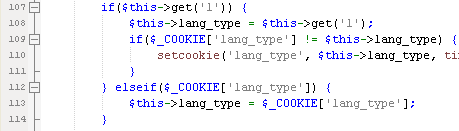 107 if($this->get('l')) {
108 $this->lang_type = $this->get('l');
109 if($_COOKIE['lang_type'] != $this->lang_type) {
110 setcookie('lang_type', $this->lang_type, ti
111 }
112 } elseif($_COOKIE['lang_type']) {
113 $this->lang_type = $_COOKIE['lang_type'];
114